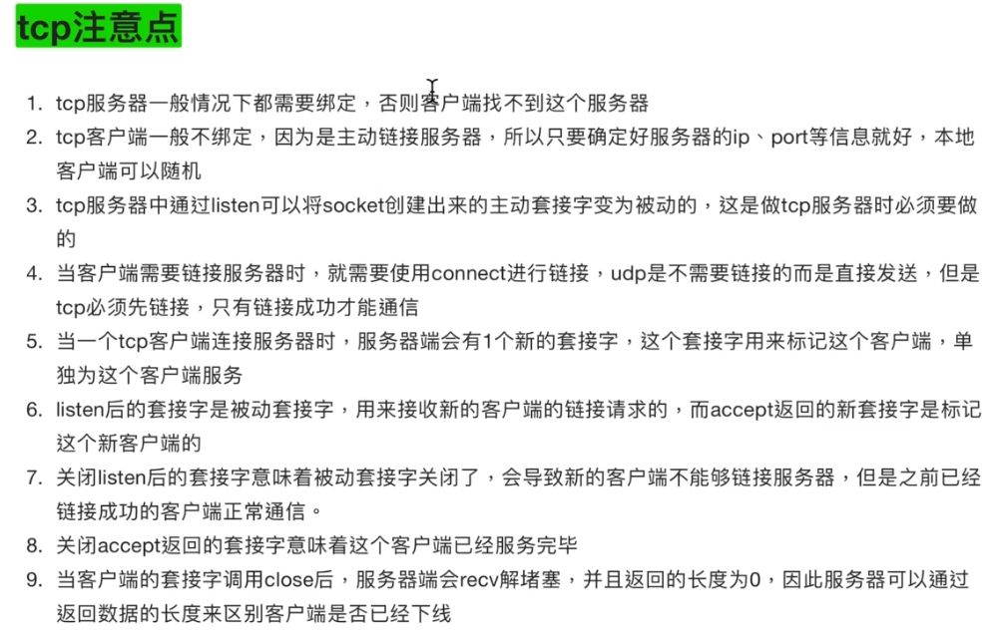 tcp注意点
1. tcp服务器一般情况下都需要绑定，否则客户端找不到这个服务器
2. tcp客户端一般不绑定，因为是主动链接服务器，所以只要确定好服务器的ip、port等信息就好，本地
客户端可以随机
3. tcp服务器中通过listen可以将socket创建出来的主动套接字变为被动的，这是做tcp服务器时必须要做
的
4. 当客户端需要链接服务器时，就需要使用connect进行链接，udp是不需要链接的而是直接发送，但是
tcp必须先链接，只有链接成功才能通信
5. 当一个tcp客户端连接服务器时，服务器端会有1个新的套接字，这个套接字用来标记这个客户端，单
独为这个客户端服务
6. listen后的套接字是被动套接字，用来接收新的客户端的链接请求的，而accept返回的新套接字是标记
这个新客户端的
7. 关闭listen后的套接字意味着被动套接字关闭了，会导致新的客户端不能够链接服务器，但是之前已经
链接成功的客户端正常通信。
8. 关闭accept返回的套接字意味着这个客户端已经服务完毕
9. 当客户端的套接字调用close后，服务器端会recv解堵塞，并且返回的长度为0，因此服务器可以通过
返回数据的长度来区别客户端是否已经下线